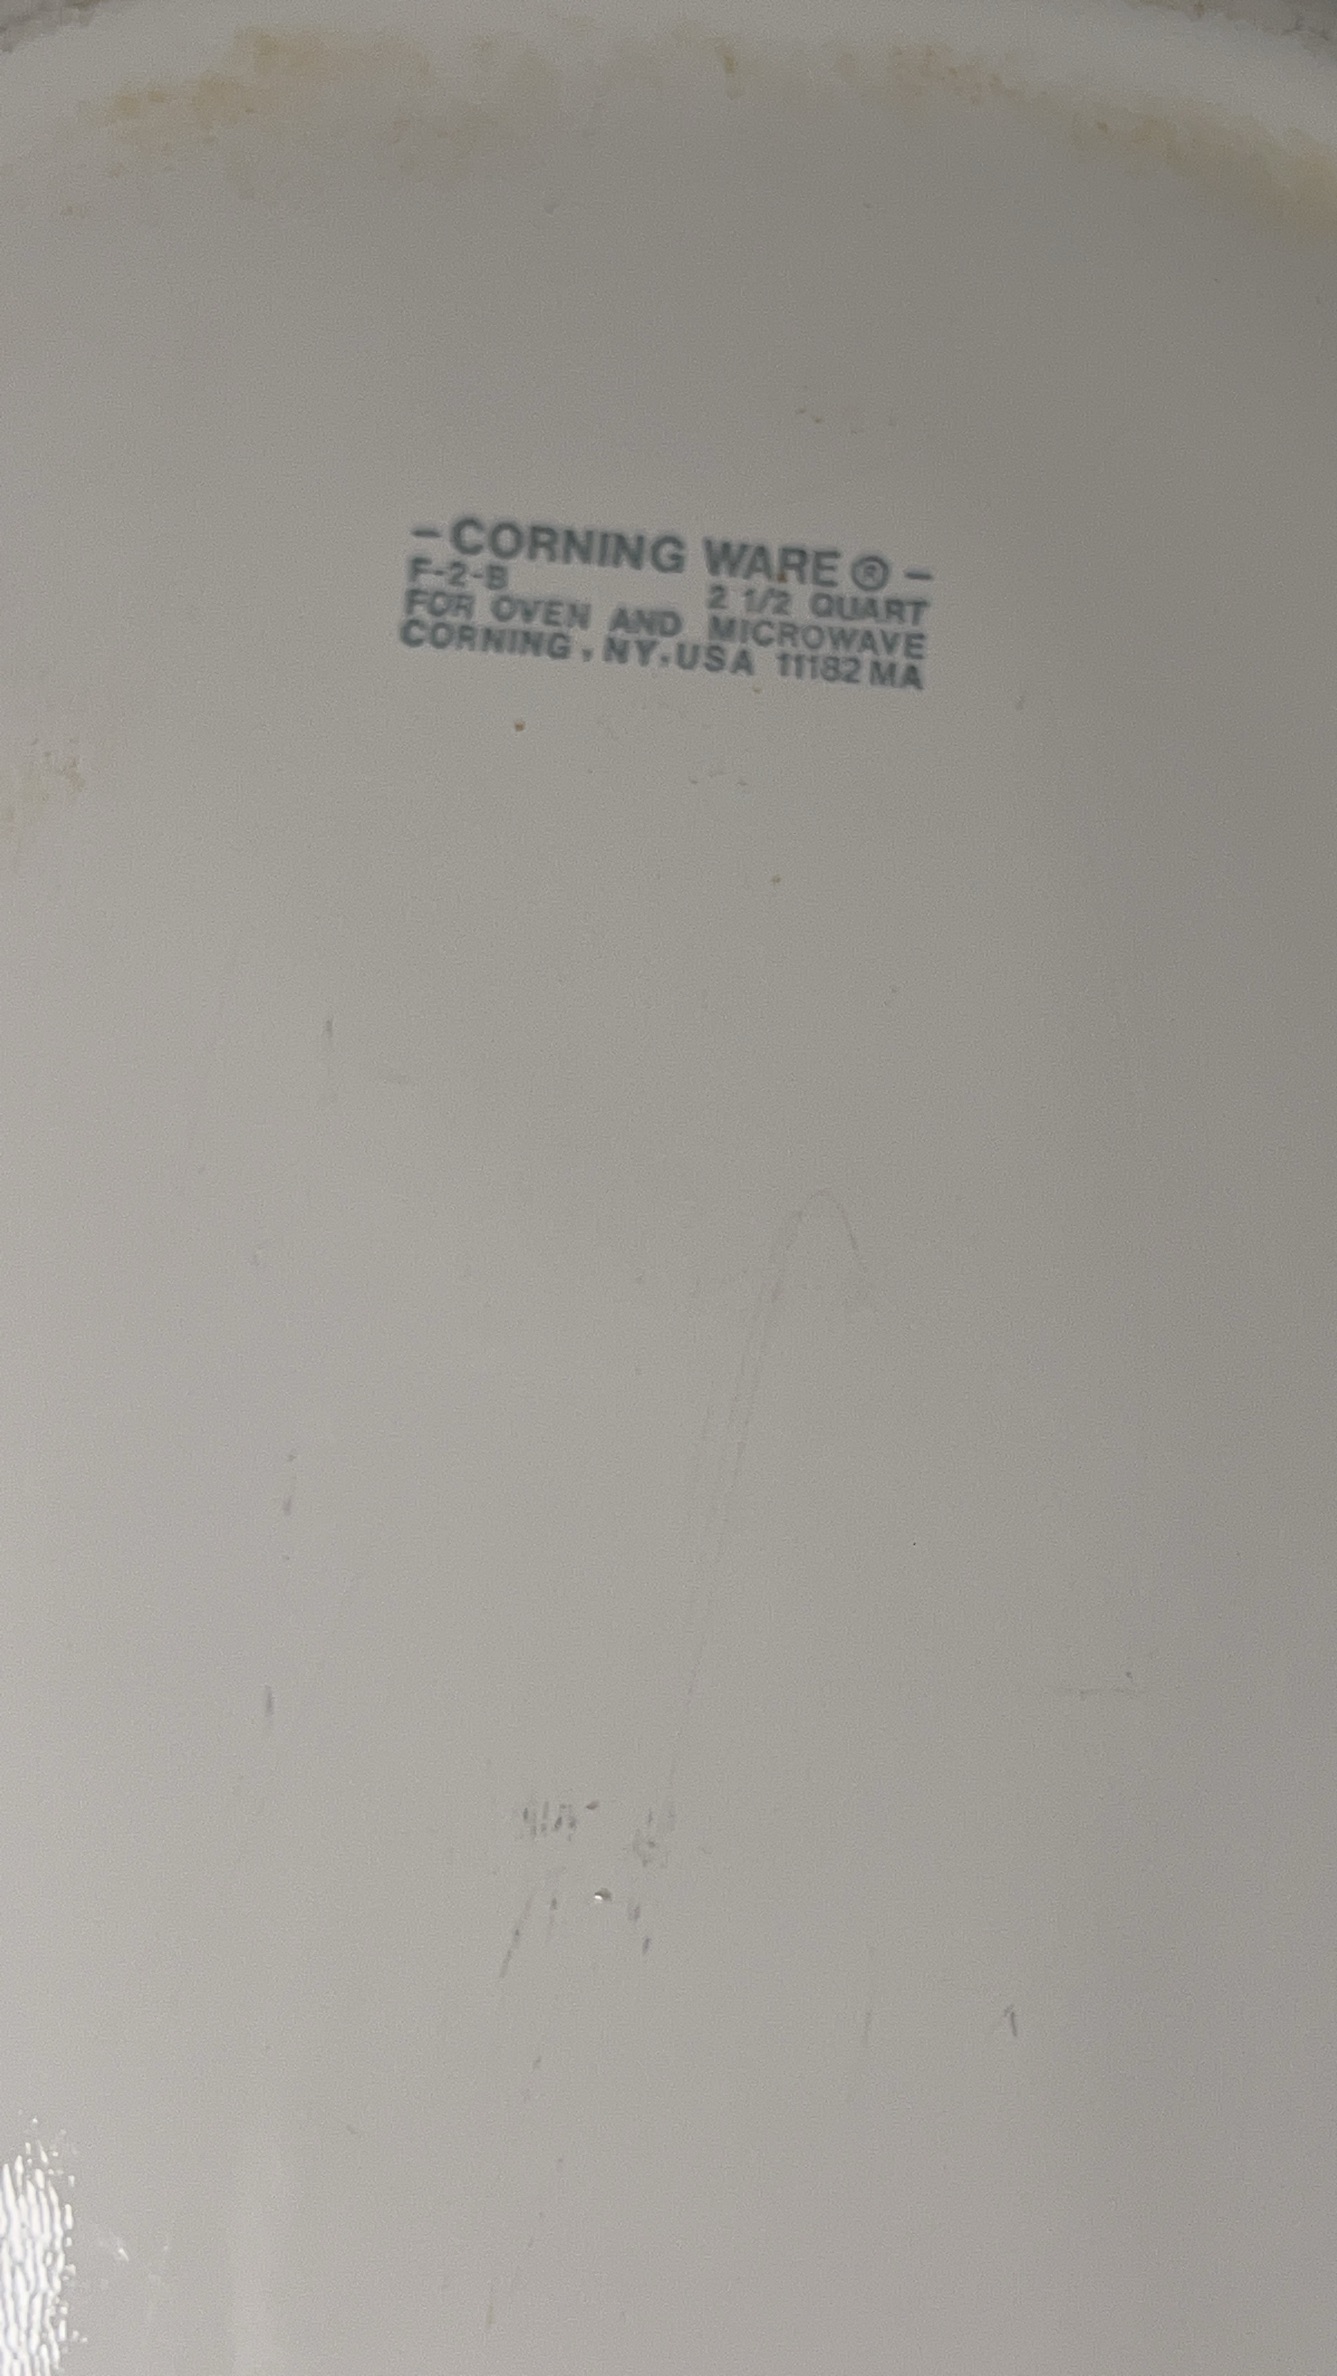 -CORNING WARE®-
F-2-B 2 1/2 QUART
FOR OVEN AND MICROWAVE
CORNING, NY, USA 11182 MA